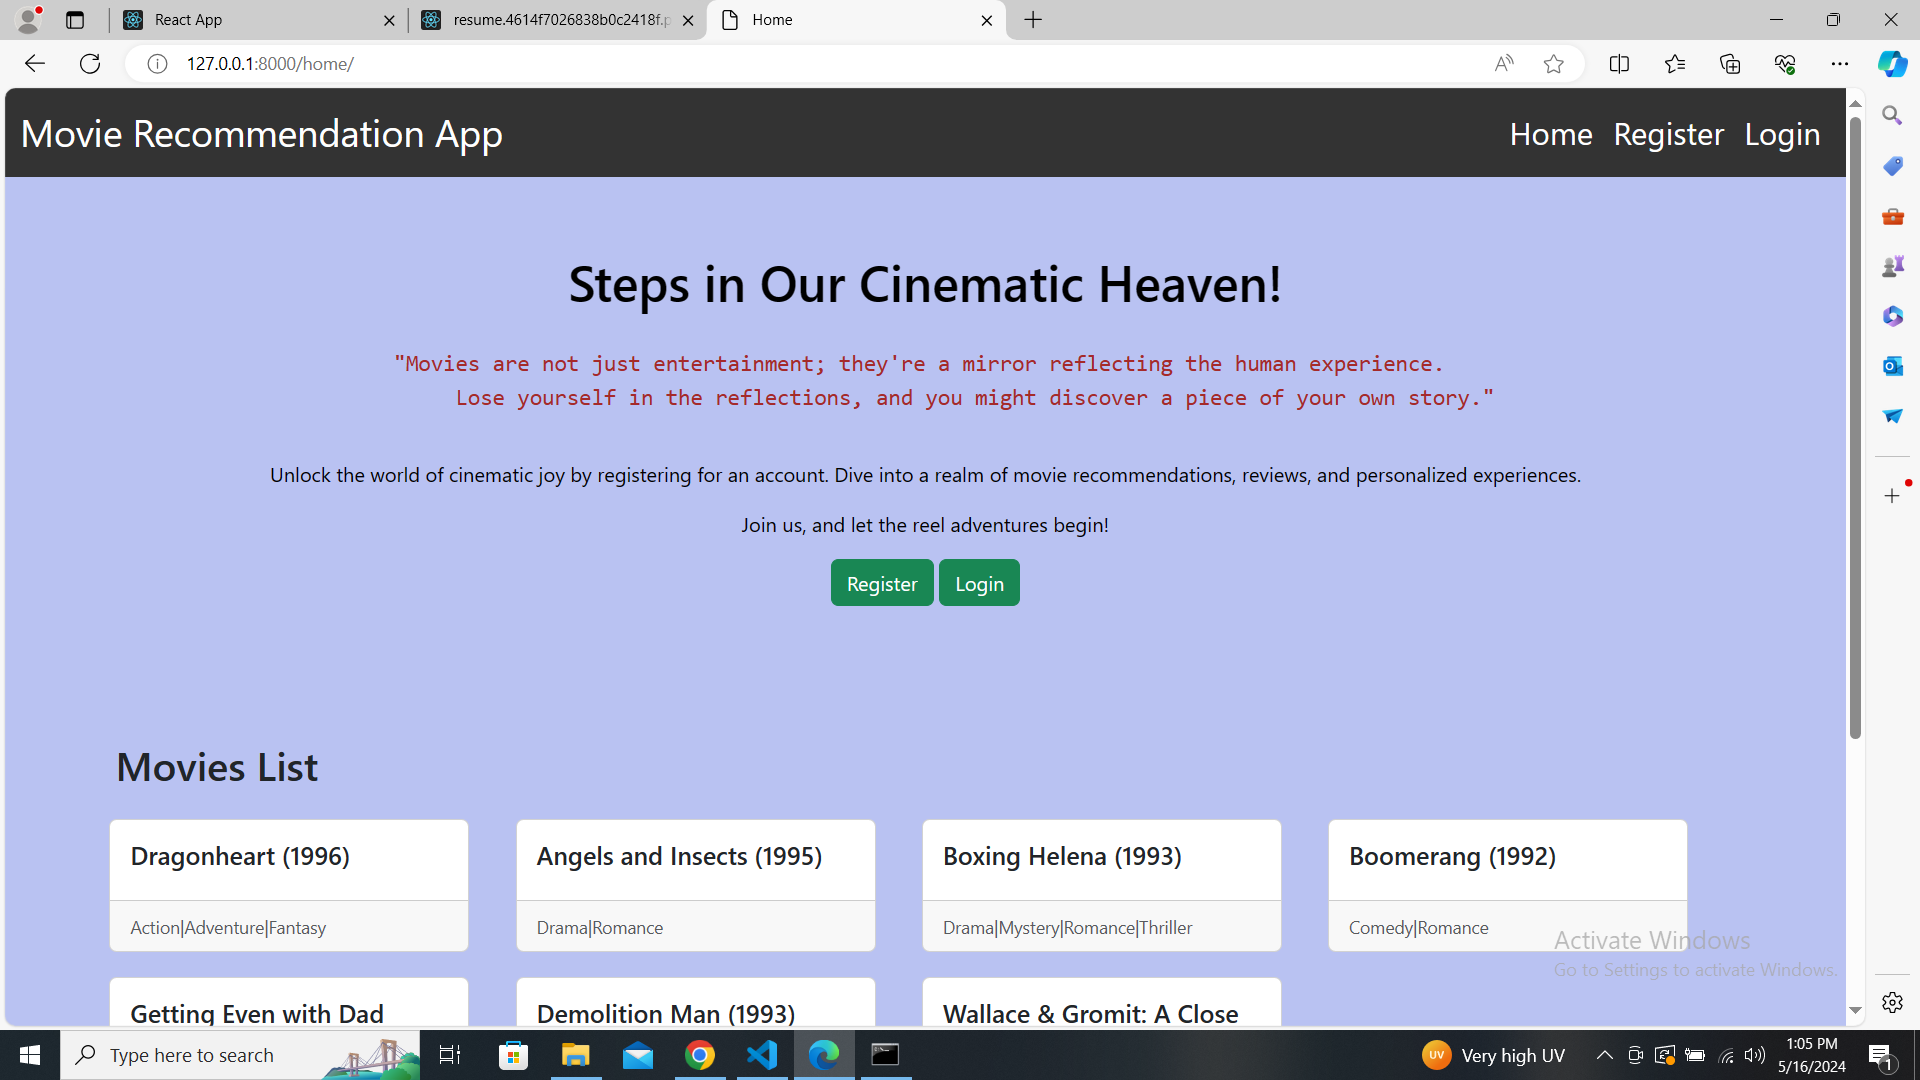 React App
resume.4614f7026838b0c2418f.p
Home
127.0.0.1:8000/home/
Movie Recommendation App
Home Register Login
Steps in Our Cinematic Heaven!
"Movies are not just entertainment; they're a mirror reflecting the human experience.
Lose yourself in the reflections, and you might discover a piece of your own story."
Unlock the world of cinematic joy by registering for an account. Dive into a realm of movie recommendations, reviews, and personalized experiences.
Join us, and let the reel adventures begin!
Register Login
Movies List
Dragonheart (1996)
Action|Adventure|Fantasy
Angels and Insects (1995)
Drama|Romance
Boxing Helena (1993)
Drama|Mystery|Romance|Thriller
Boomerang (1992)
Comedy|Romance
Getting Even with Dad
Demolition Man (1993)
Wallace & Gromit: A Close
Activate Windows
Go to Settings to activate Windows.
Type here to search
UV
Very high UV
1:05 PM
5/16/2024
1